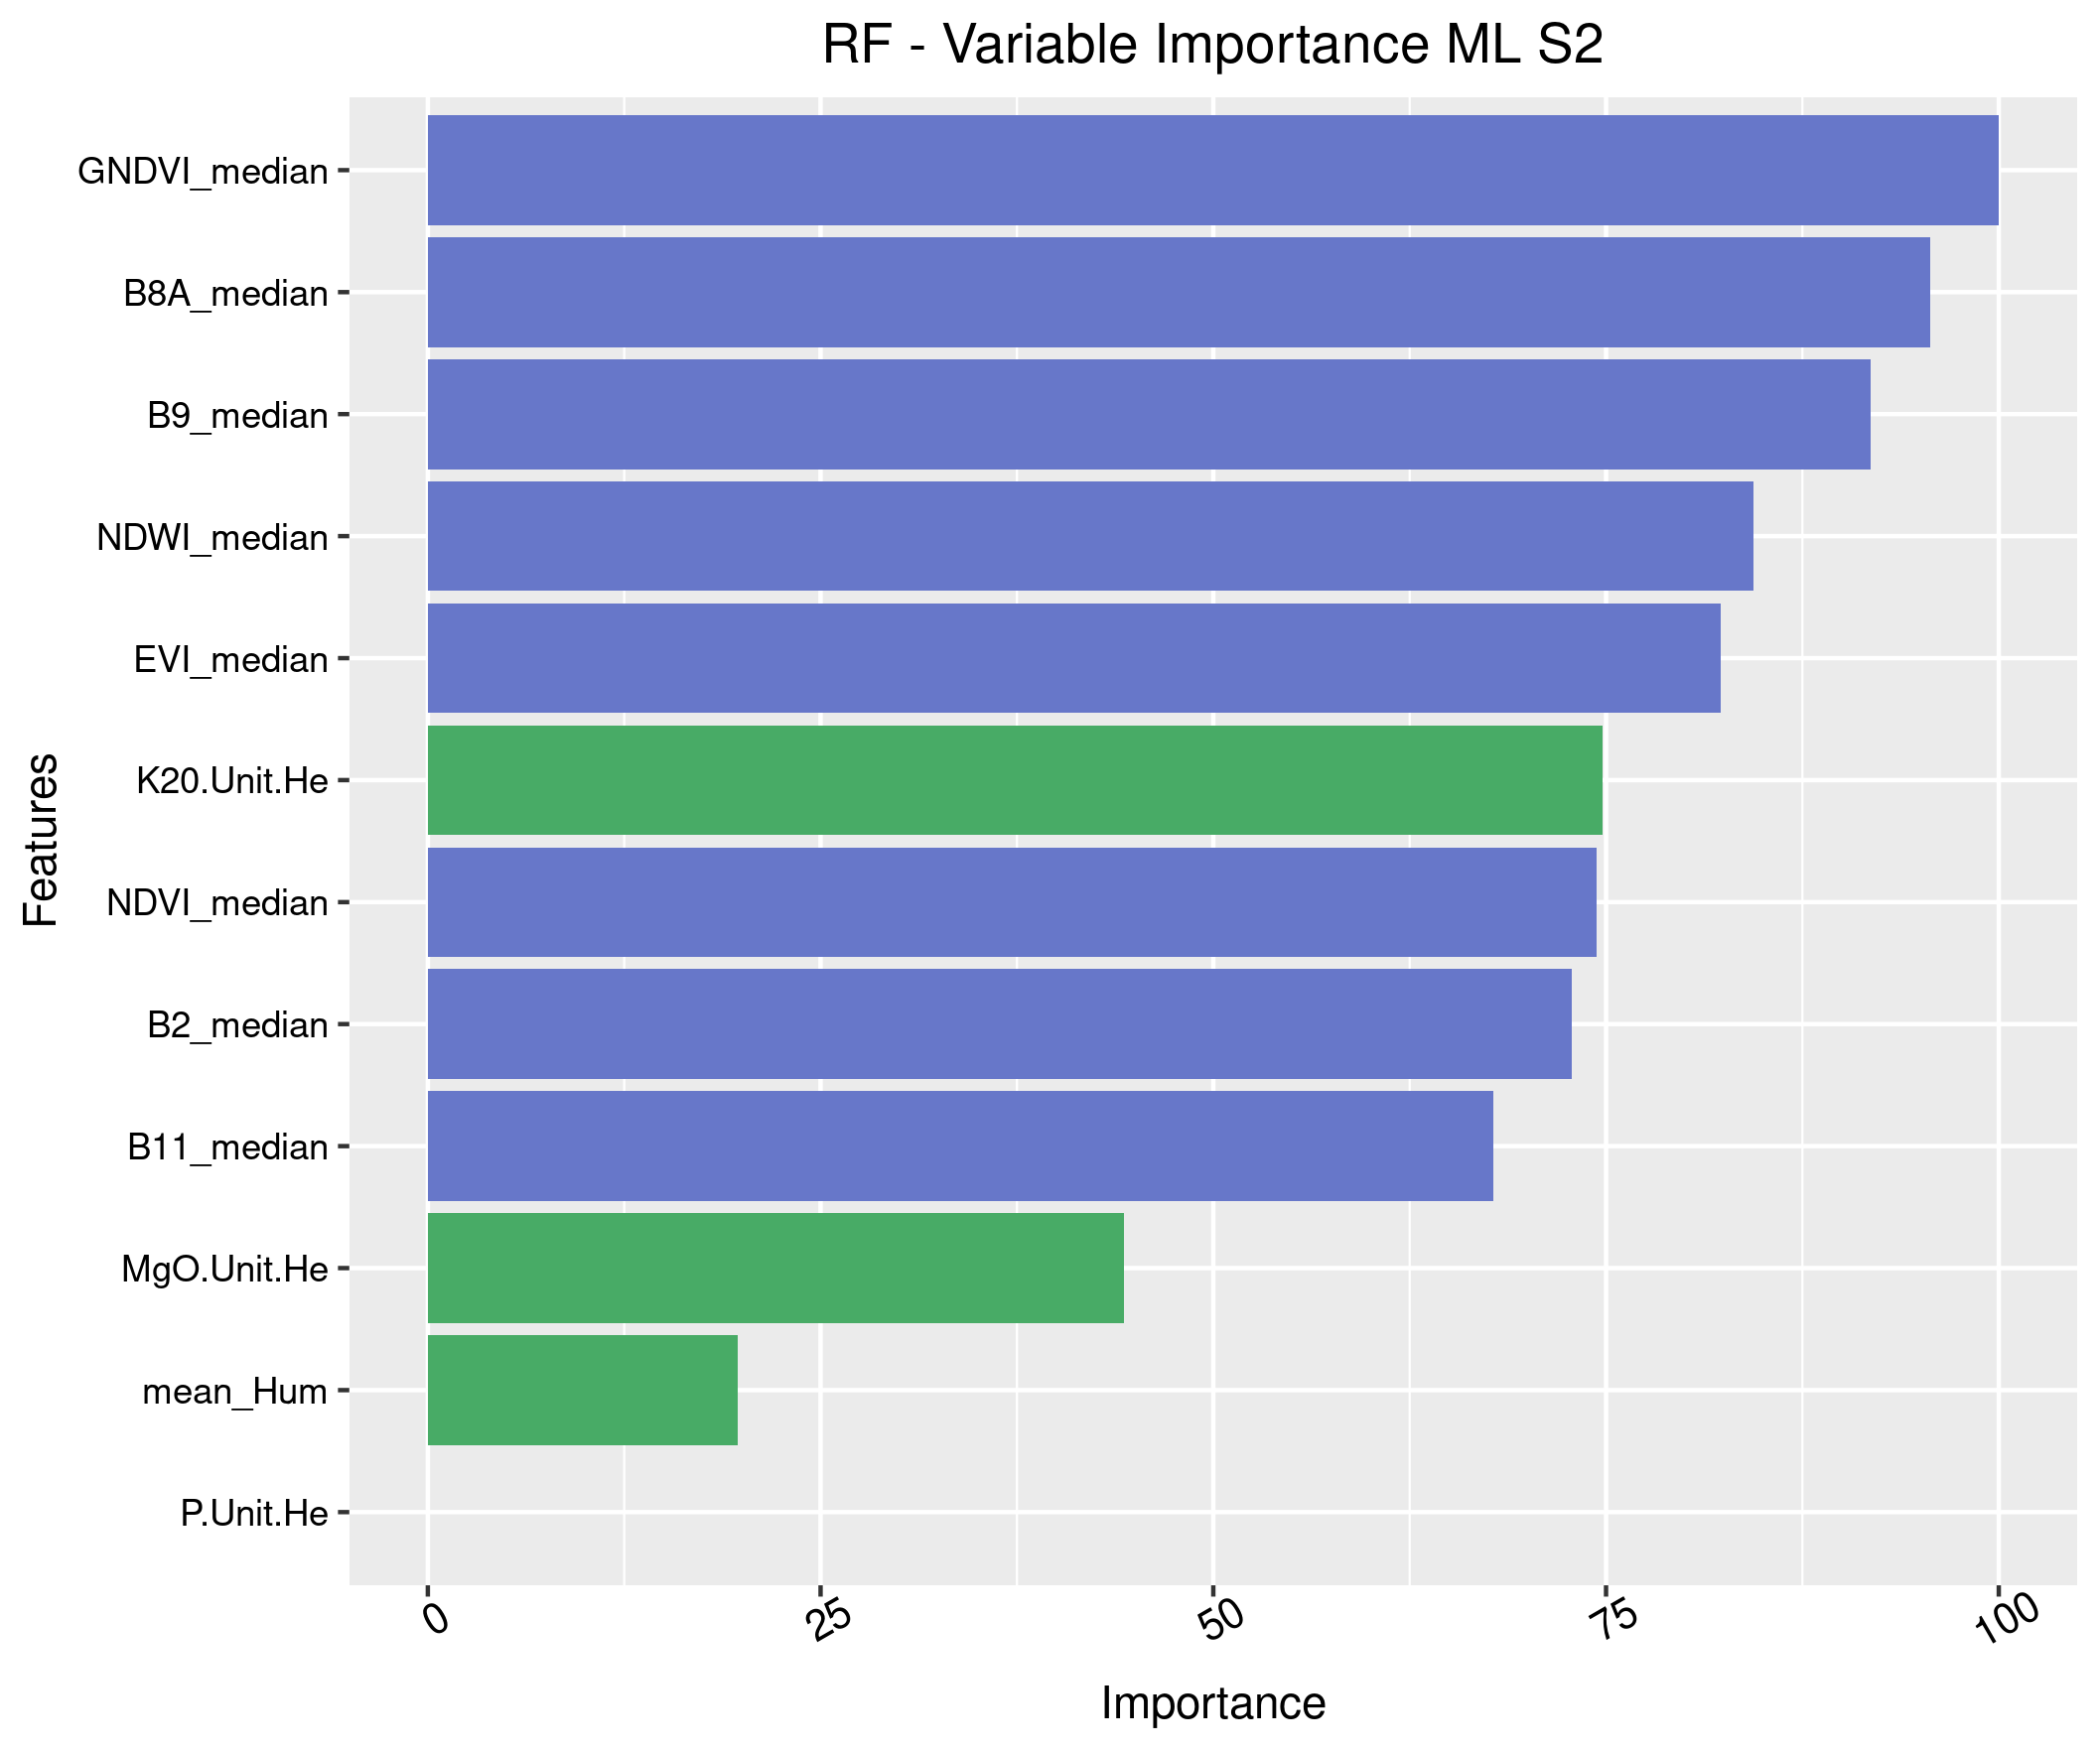 RF - Variable Importance ML S2
GNDVI_median
B8A_median
B9_median
NDWI_median
EVI_median
K20.Unit.He
NDVI_median
B2_median
B11_median
MgO.Unit.He
mean_Hum
P.Unit.He
Features
0
25
50
75
100
Importance